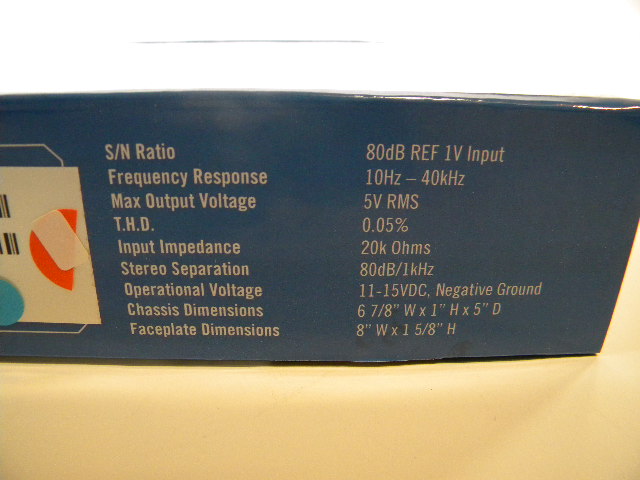 S/N Ratio 80dB REF 1V Input
Frequency Response 10Hz – 40kHz
Max Output Voltage 5V RMS
T.H.D. 0.05%
Input Impedance 20k Ohms
Stereo Separation 80dB/1kHz
Operational Voltage 11-15VDC, Negative Ground
Chassis Dimensions 6 7/8" W x 1" H x 5" D
Faceplate Dimensions 8" W x 1 5/8" H